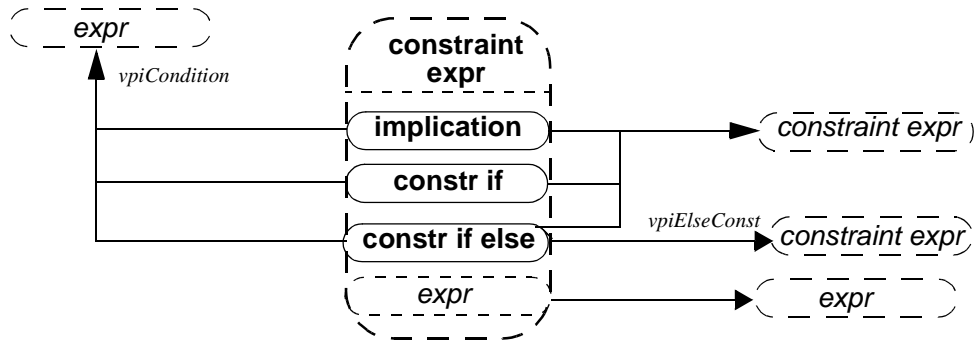 expr
vpiCondition
constraint
expr
implication
constraint expr
constr if
vpiElseConst
constr if else
constraint expr
expr
expr